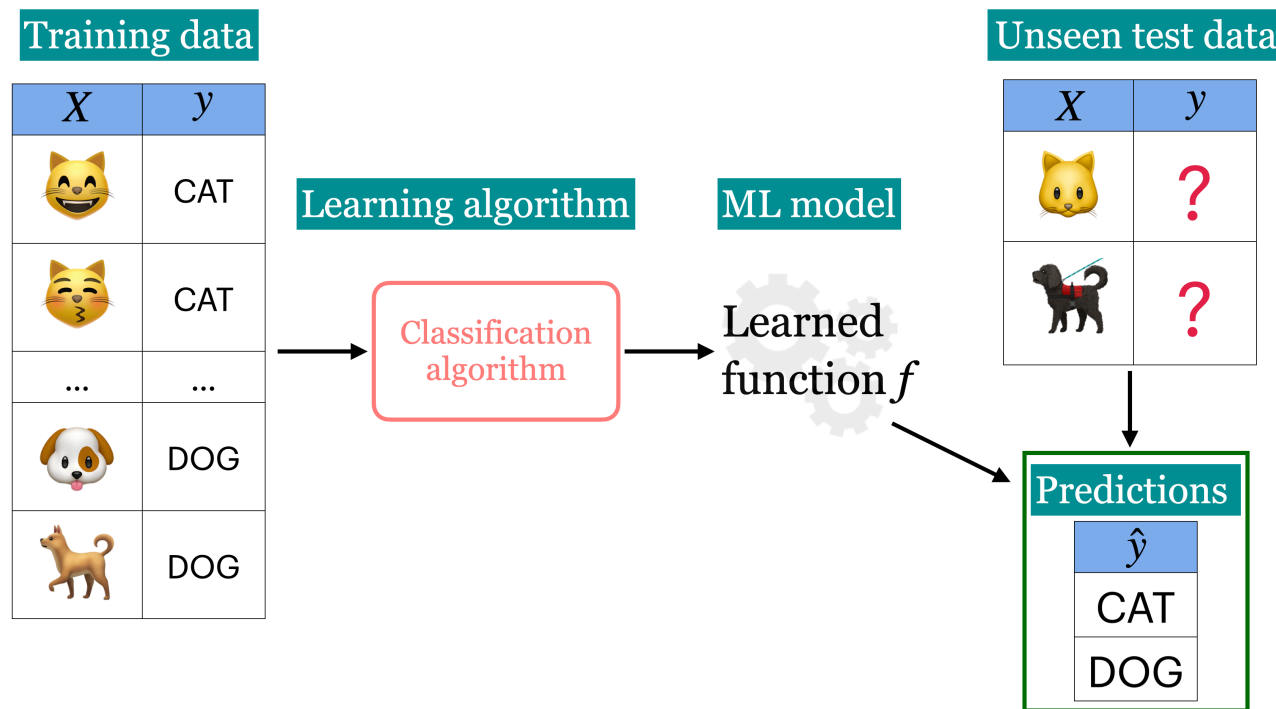 Training data
X y
CAT
CAT
... ...
DOG
DOG
Learning algorithm
Classification
algorithm
ML model
Learned
function f
Unseen test data
X y
?
?
Predictions
ŷ
CAT
DOG